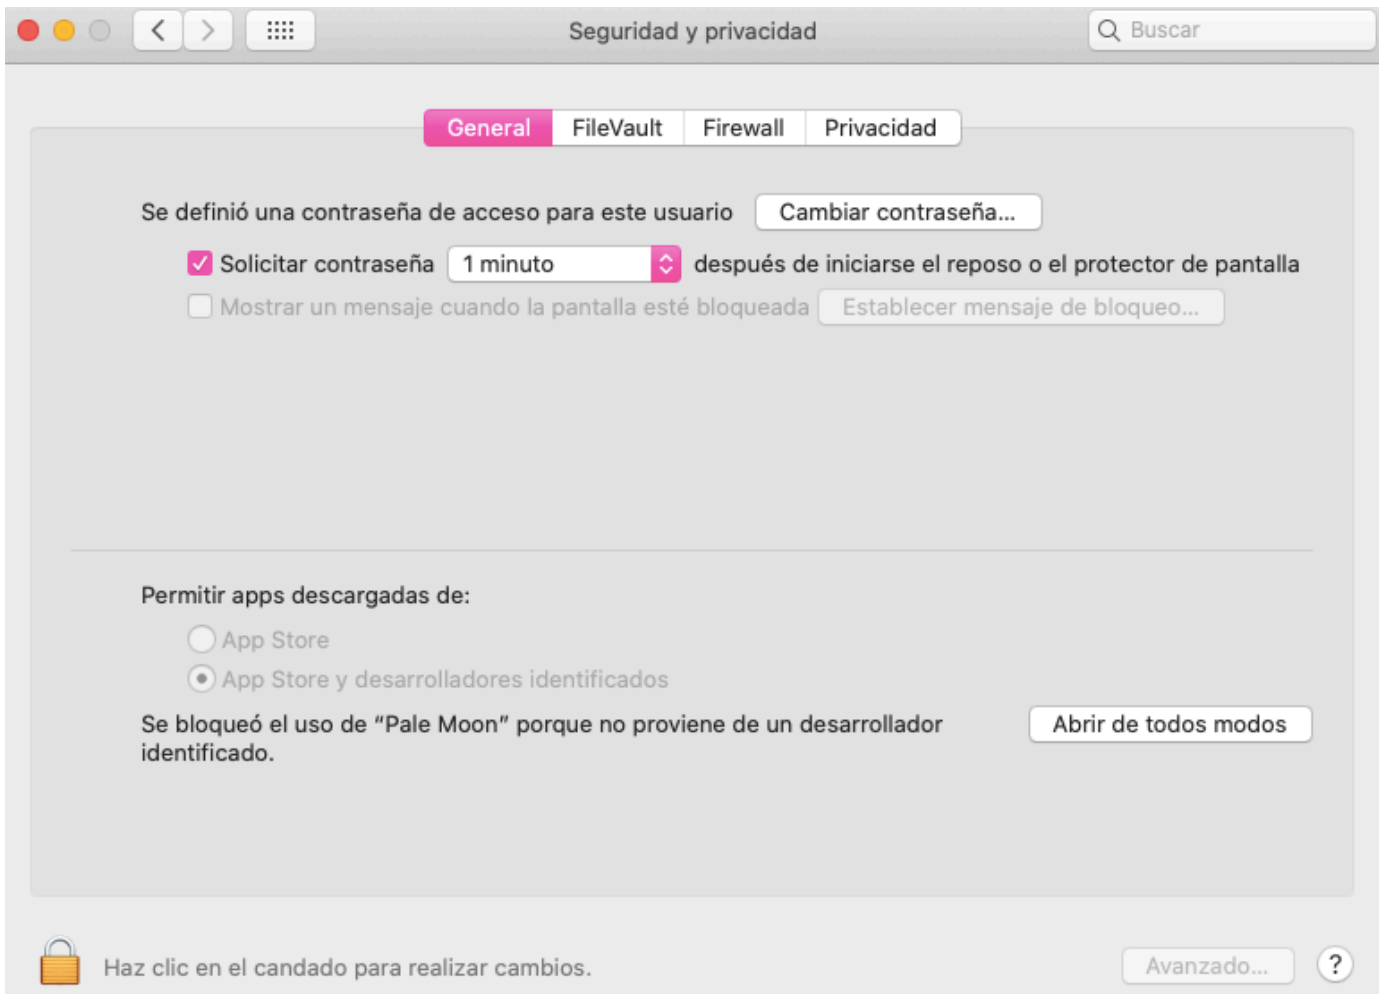 Seguridad y privacidad
Buscar
General FileVault Firewall Privacidad
Se definió una contraseña de acceso para este usuario Cambiar contraseña...
Solicitar contraseña 1 minuto después de iniciarse el reposo o el protector de pantalla
Mostrar un mensaje cuando la pantalla esté bloqueada Establecer mensaje de bloqueo...
Permitir apps descargadas de:
App Store
App Store y desarrolladores identificados
Se bloqueó el uso de “Pale Moon” porque no proviene de un desarrollador
identificado.
Abrir de todos modos
Haz clic en el candado para realizar cambios.
Avanzado... ?